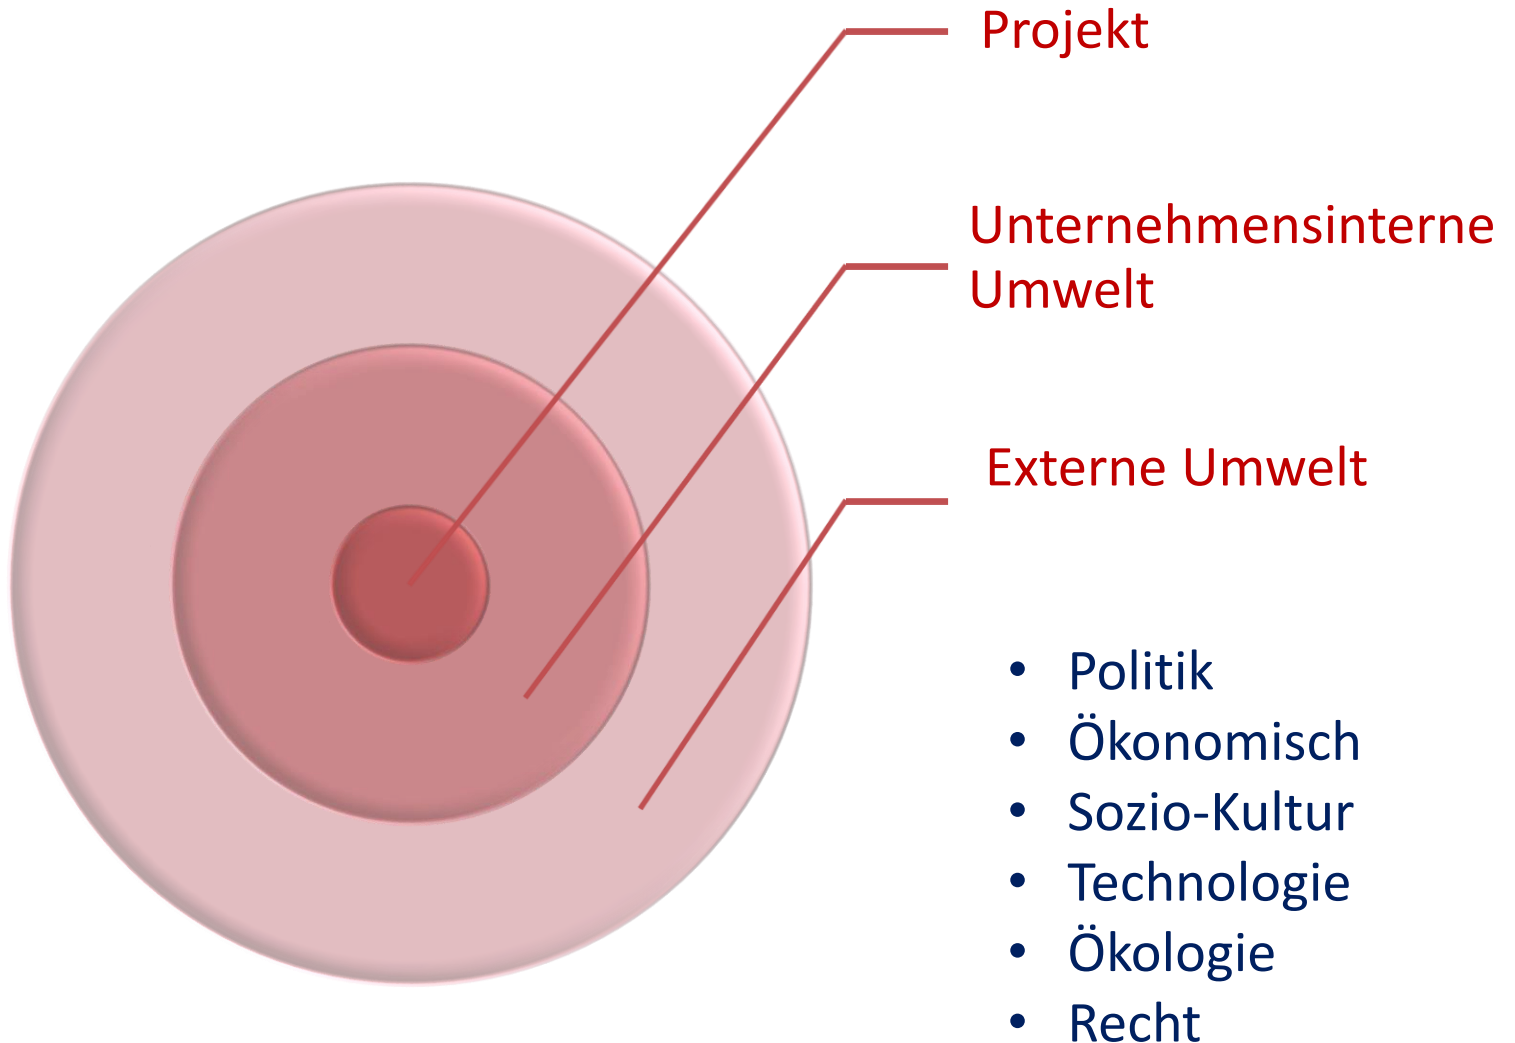 Projekt
Unternehmensinterne
Umwelt
Externe Umwelt
• Politik
• Ökonomisch
• Sozio-Kultur
• Technologie
• Ökologie
• Recht